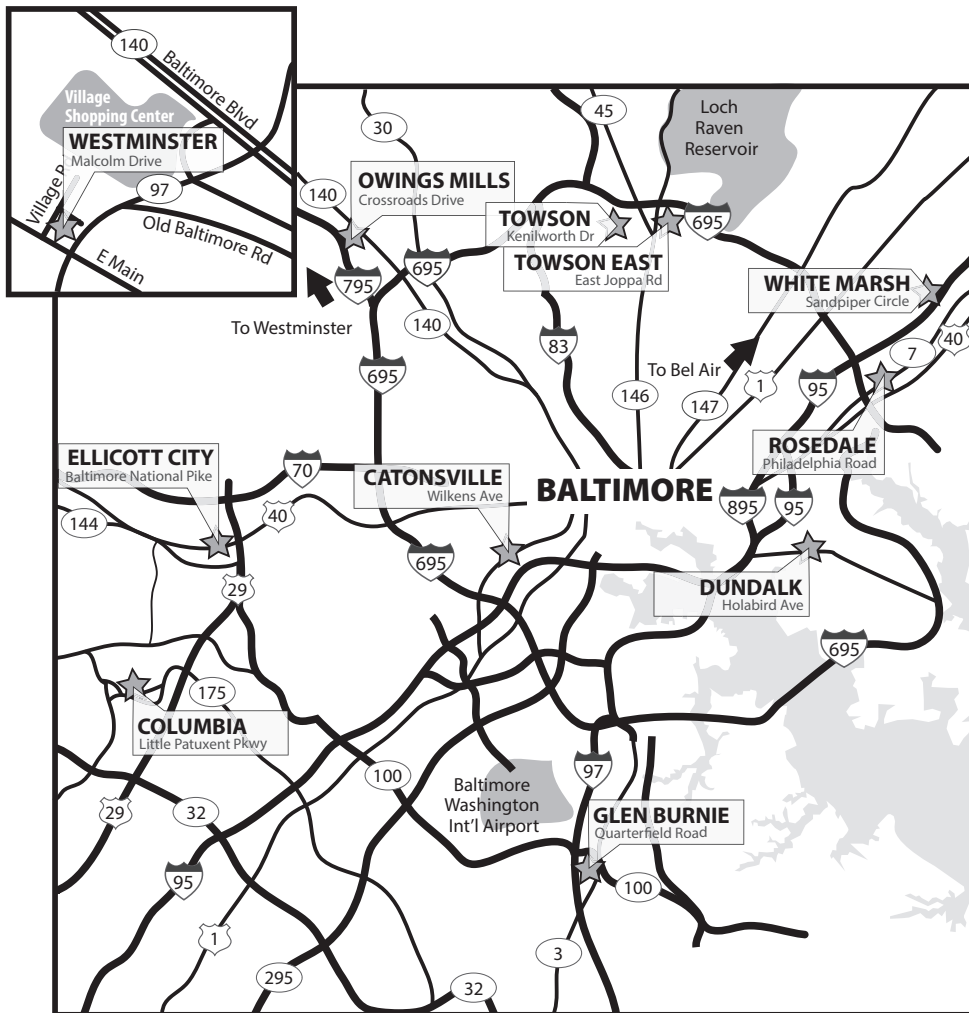 140
Baltimore Blvd
Village
Shopping Center
WESTMINSTER
Malcolm Drive
97
Old Baltimore Rd
E Main
Village
To Westminster
30
45
Loch
Raven
Reservoir
140
OWINGS MILLS
Crossroads Drive
TOWSON
Kenilworth Dr
695
TOWSON EAST
East Joppa Rd
695
795
WHITE MARSH
Sandpiper Circle
140
83
7
40
To Bel Air
695
146
147
1
95
ROSEDALE
Philadelphia Road
ELLICOTT CITY
Baltimore National Pike
70
CATONSVILLE
Wilkens Ave
BALTIMORE
895
95
144
40
695
29
DUNDALK
Holabird Ave
695
175
COLUMBIA
Little Patuxent Pkwy
100
97
Baltimore
Washington
Int'l Airport
29
32
GLEN BURNIE
Quarterfield Road
95
100
1
3
295
32